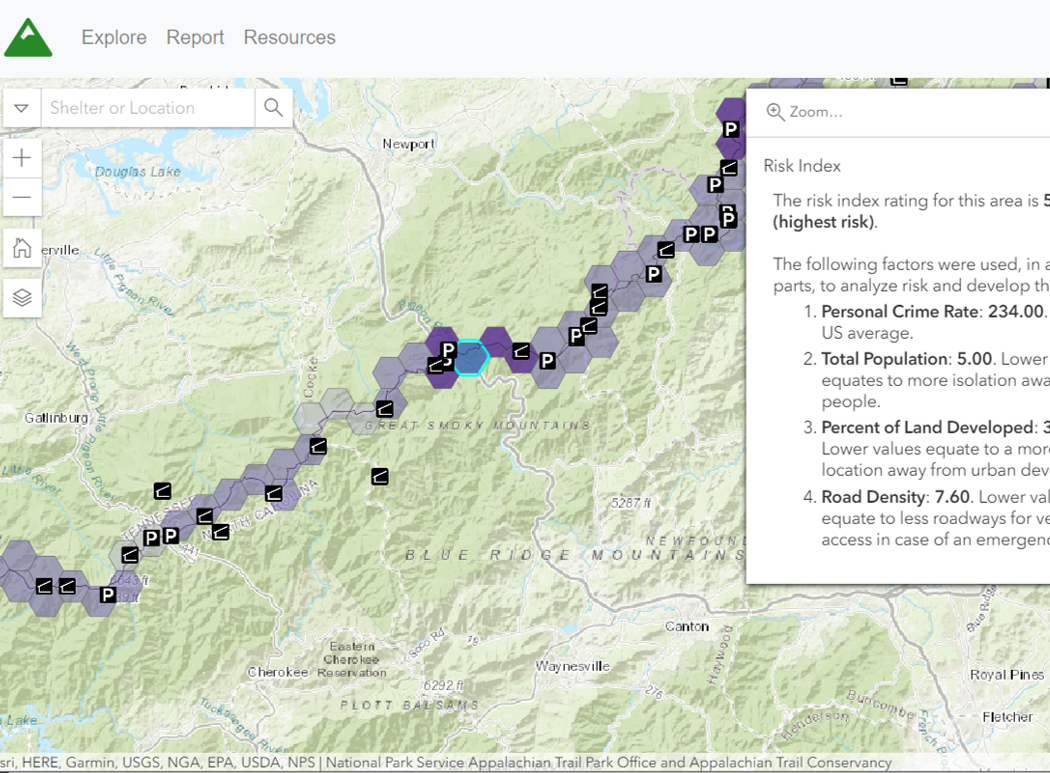 Explore Report Resources
Shelter or Location
Zoom...
Newport
Douglas Lake
Risk Index
The risk index rating for this area is 5
(highest risk).
erville
Little Pigeon River
The following factors were used, in a
parts, to analyze risk and develop th
1. Personal Crime Rate: 234.00.
US average.
2. Total Population: 5.00. Lower
equates to more isolation awa
people.
3. Percent of Land Developed: 3
Lower values equate to a mor
location away from urban dev
4. Road Density: 7.60. Lower val
equate to less roadways for ve
access in case of an emergenc
P
P
P
P P
P
P
P
P
West Prong Little Pigeon River
Cocke
Gatlinburg
GREAT SMOKY MOUNTAINS
Little River
TENNESSEE
NORTH CAROLINA
5287 ft
P P
441
NEWFOUND
BLUE RIDGE MOUNTAINS
6643 ft
P
Canton
Haywood
Blue Ridge
Soco Rd
19
Eastern
Cherokee
Reservation
Cherokee
Waynesville
276
Royal Pines
6292 ft
PLOTT BALSAMS
Buncombe
Henderson
Fletcher
Tuckasegee River
French B
Lake
sri, HERE, Garmin, USGS, NGA, EPA, USDA, NPS | National Park Service Appalachian Trail Park Office and Appalachian Trail Conservancy